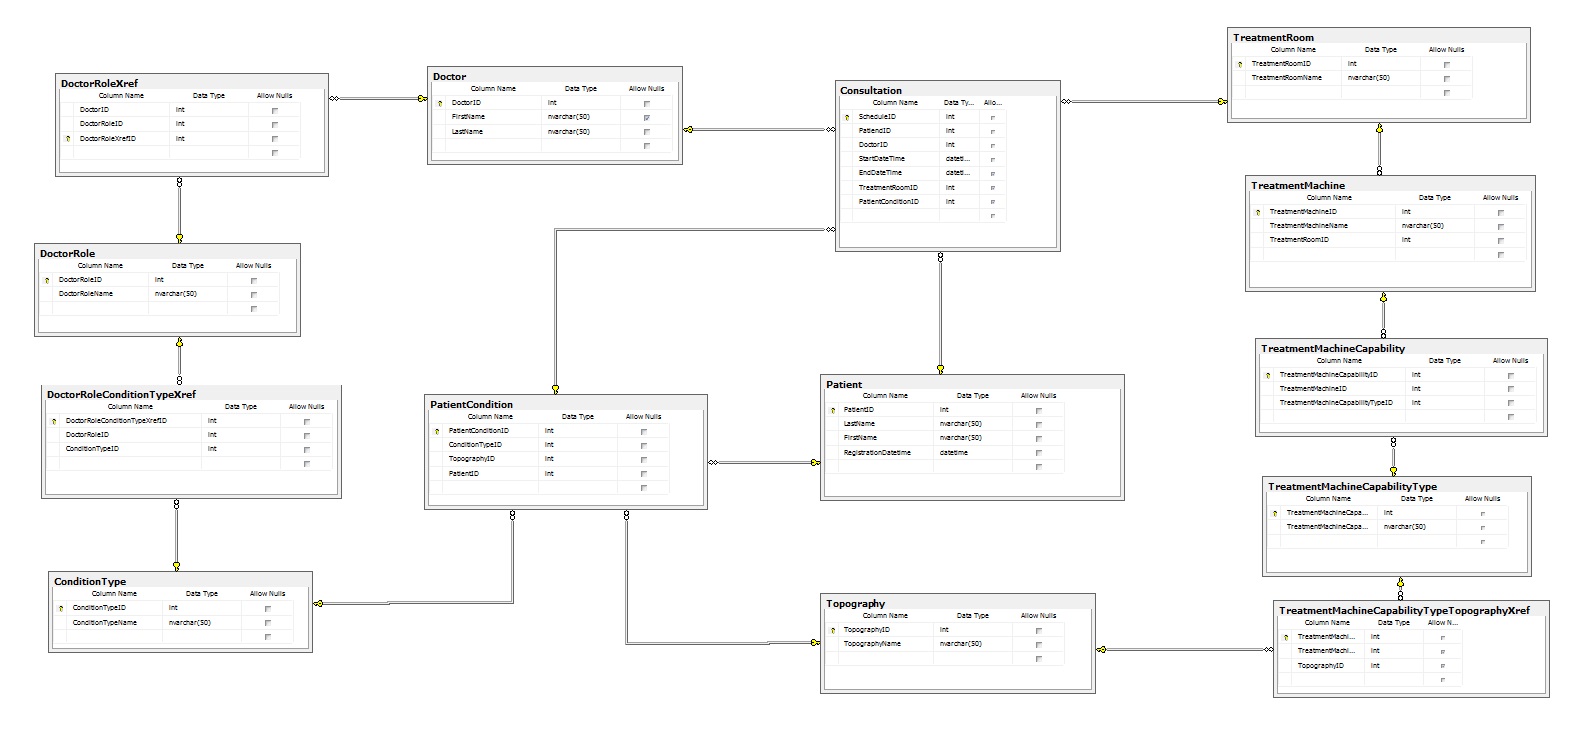 DoctorRoleXref
Column Name Data Type Allow Nulls
DoctorID int
DoctorRoleID int
DoctorRoleXrefID int
Doctor
Column Name Data Type Allow Nulls
DoctorID int
FirstName nvarchar(50)
LastName nvarchar(50)
Consultation
Column Name Data Ty... Allo...
ScheduleID int
PatiendID int
DoctorID int
StartDateTime dateti...
EndDateTime dateti...
TreatmentRoomID int
PatientConditionID int
TreatmentRoom
Column Name Data Type Allow Nulls
TreatmentRoomID int
TreatmentRoomName nvarchar(50)
TreatmentMachine
Column Name Data Type Allow Nulls
TreatmentMachineID int
TreatmentMachineName nvarchar(50)
TreatmentRoomID int
DoctorRole
Column Name Data Type Allow Nulls
DoctorRoleID int
DoctorRoleName nvarchar(50)
TreatmentMachineCapability
Column Name Data Type Allow Nulls
TreatmentMachineCapabilityID int
TreatmentMachineID int
TreatmentMachineCapabilityTypeID int
DoctorRoleConditionTypeXref
Column Name Data Type Allow Nulls
DoctorRoleConditionTypeXrefID int
DoctorRoleID int
ConditionTypeID int
PatientCondition
Column Name Data Type Allow Nulls
PatientConditionID int
ConditionTypeID int
TopographyID int
PatientID int
Patient
Column Name Data Type Allow Nulls
PatientID int
LastName nvarchar(50)
FirstName nvarchar(50)
RegistrationDatetime datetime
TreatmentMachineCapabilityType
Column Name Data Type Allow Nulls
TreatmentMachineCapa... int
TreatmentMachineCapa... nvarchar(50)
ConditionType
Column Name Data Type Allow Nulls
ConditionTypeID int
ConditionTypeName nvarchar(50)
Topography
Column Name Data Type Allow Nulls
TopographyID int
TopographyName nvarchar(50)
TreatmentMachineCapabilityTypeTopographyXref
Column Name Data Type Allow N...
TreatmentMachi... int
TreatmentMachi... int
TopographyID int